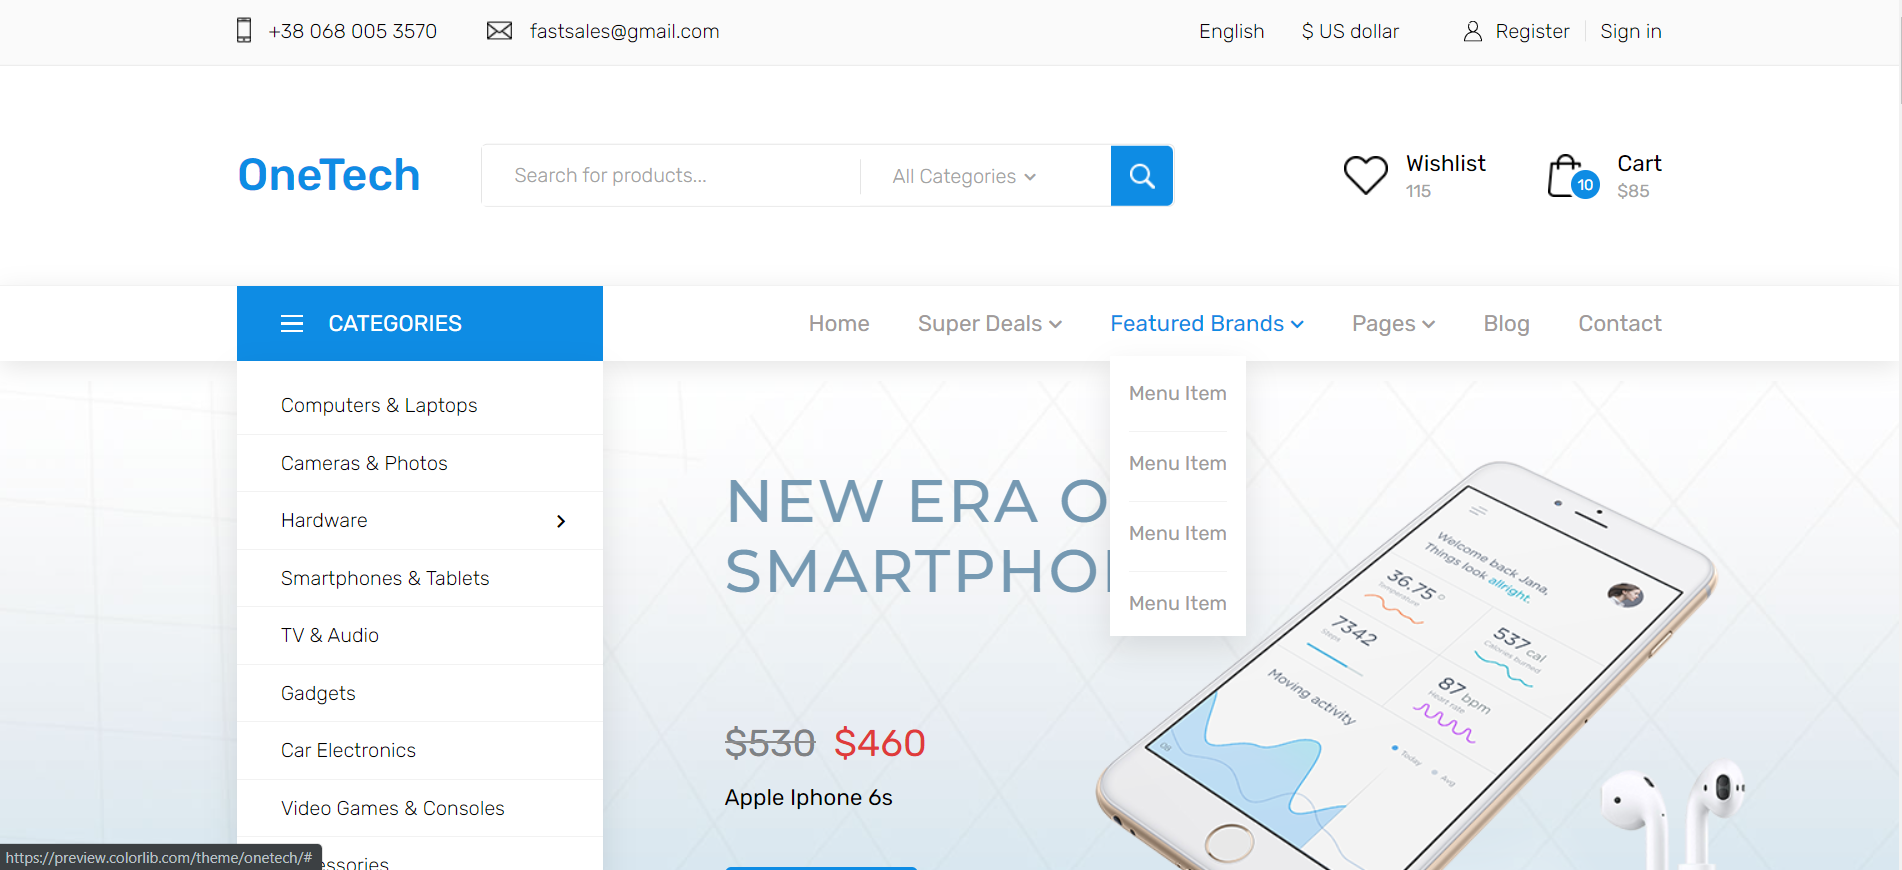 +38 068 005 3570
fastsales@gmail.com
English
$ US dollar
Register
Sign in
OneTech
Search for products...
All Categories
Wishlist
115
10
Cart
$85
CATEGORIES
Home
Super Deals
Featured Brands
Pages
Blog
Contact
Computers & Laptops
Cameras & Photos
Hardware
Smartphones & Tablets
TV & Audio
Gadgets
Car Electronics
Video Games & Consoles
essories
Menu Item
Menu Item
Menu Item
Menu Item
NEW ERA O
SMARTPHO
$530 $460
Apple Iphone 6s
Welcome back Jana,
Things look allright.
36.75 °
Temperature
7342
Steps
537 cal
Calories burned
87 bpm
Heart rate
Moving activity
Today
Avg
08
https://preview.colorlib.com/theme/onetech/#